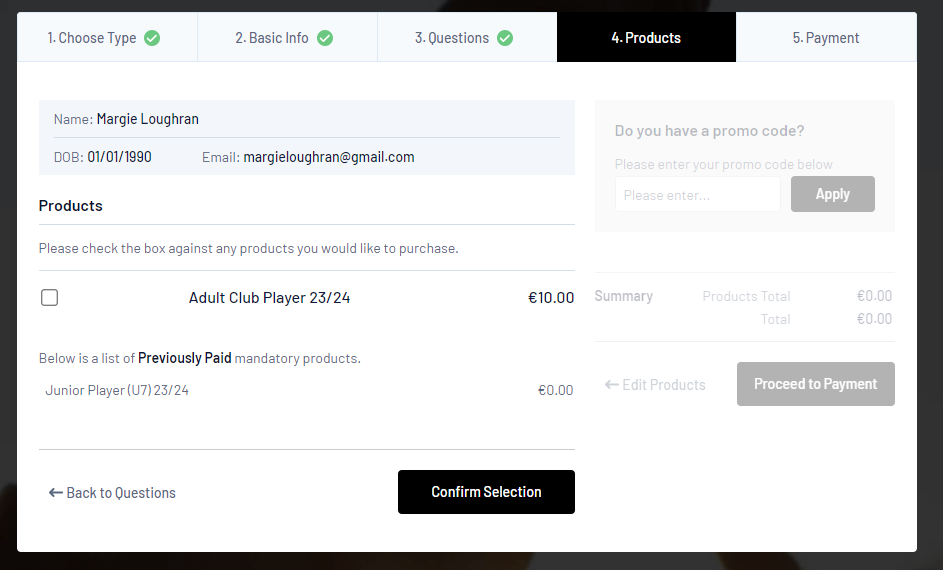 1. Choose Type
2. Basic Info
3. Questions
4. Products
5. Payment
Name: Margie Loughran
DOB: 01/01/1990 Email: margieloughran@gmail.com
Products
Please check the box against any products you would like to purchase.
Adult Club Player 23/24 €10.00
Below is a list of Previously Paid mandatory products.
Junior Player (U7) 23/24 €0.00
← Back to Questions
Confirm Selection
Do you have a promo code?
Please enter your promo code below
Please enter...
Apply
Summary Products Total €0.00
Total €0.00
← Edit Products
Proceed to Payment